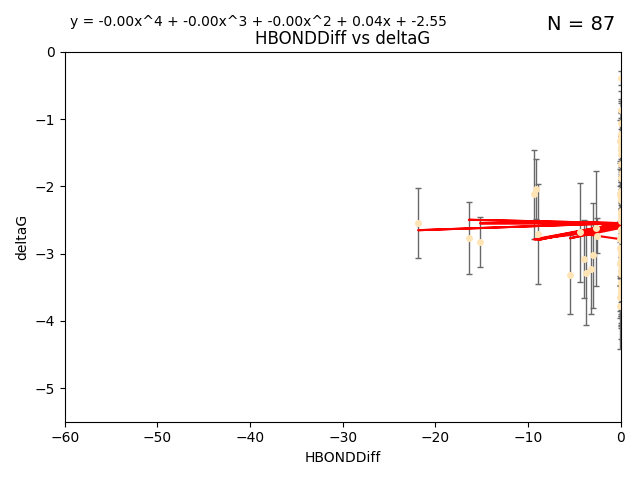 y = -0.00x^4 + -0.00x^3 + -0.00x^2 + 0.04x + -2.55
N = 87
HBONDDiff vs deltaG
0
−1
−2
−3
−4
−5
deltaG
−60
−50
−40
−30
−20
−10
0
HBONDDiff